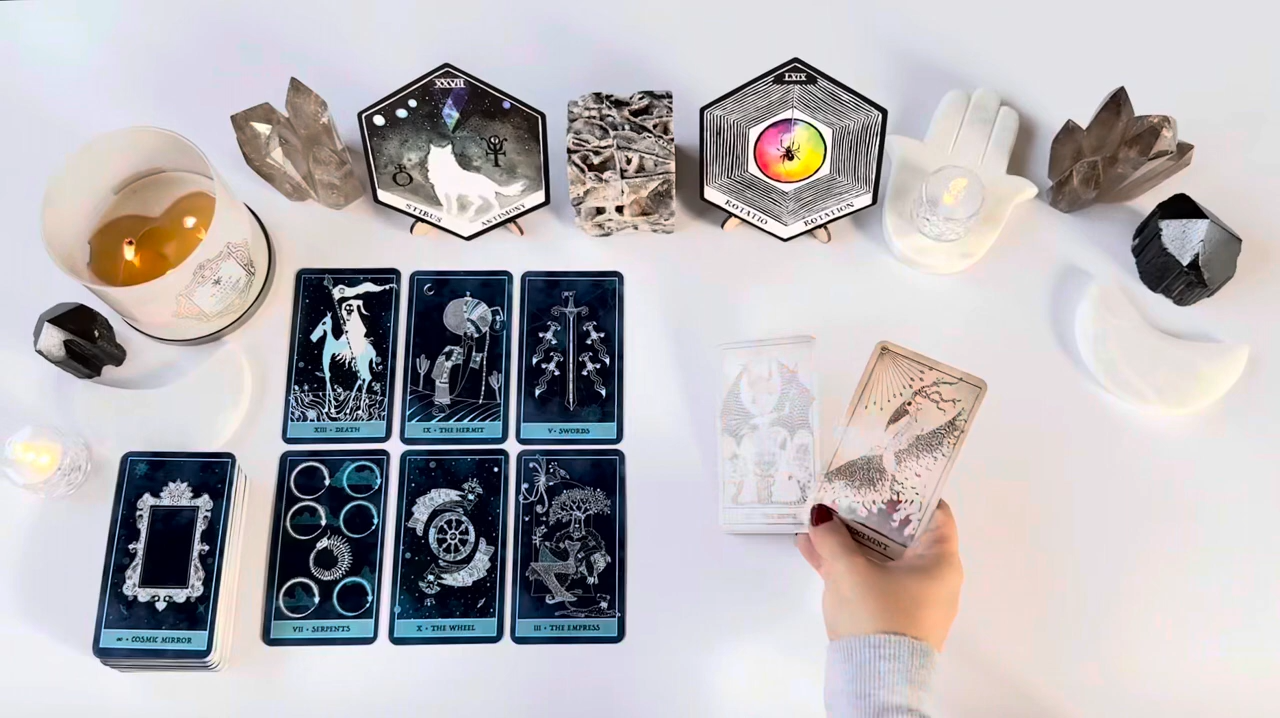 XXVII
STIBUS
ANTIMONY
LXIX
ROTATIO
ROTATION
XIII • DEATH
IX • THE HERMIT
V • SWORDS
VII • SERPENTS
X • THE WHEEL
III • THE EMPRESS
∞ • COSMIC MIRROR